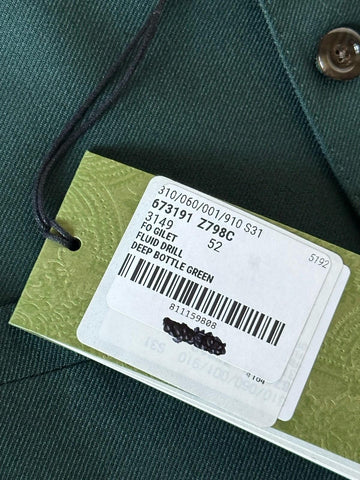 310/060/001/910 S31
673191 Z798C
3149 52
FO GILET
FLUID DRILL
DEEP BOTTLE GREEN
5192
811159808